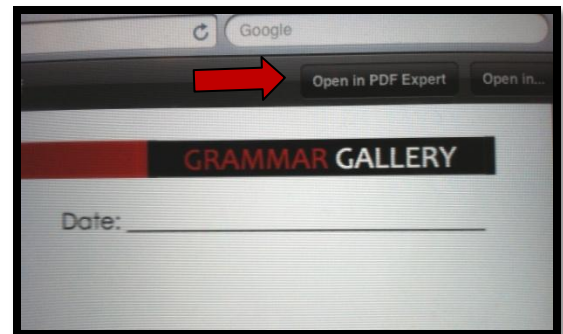 Google
Open in PDF Expert Open in...
GRAMMAR GALLERY
Date: